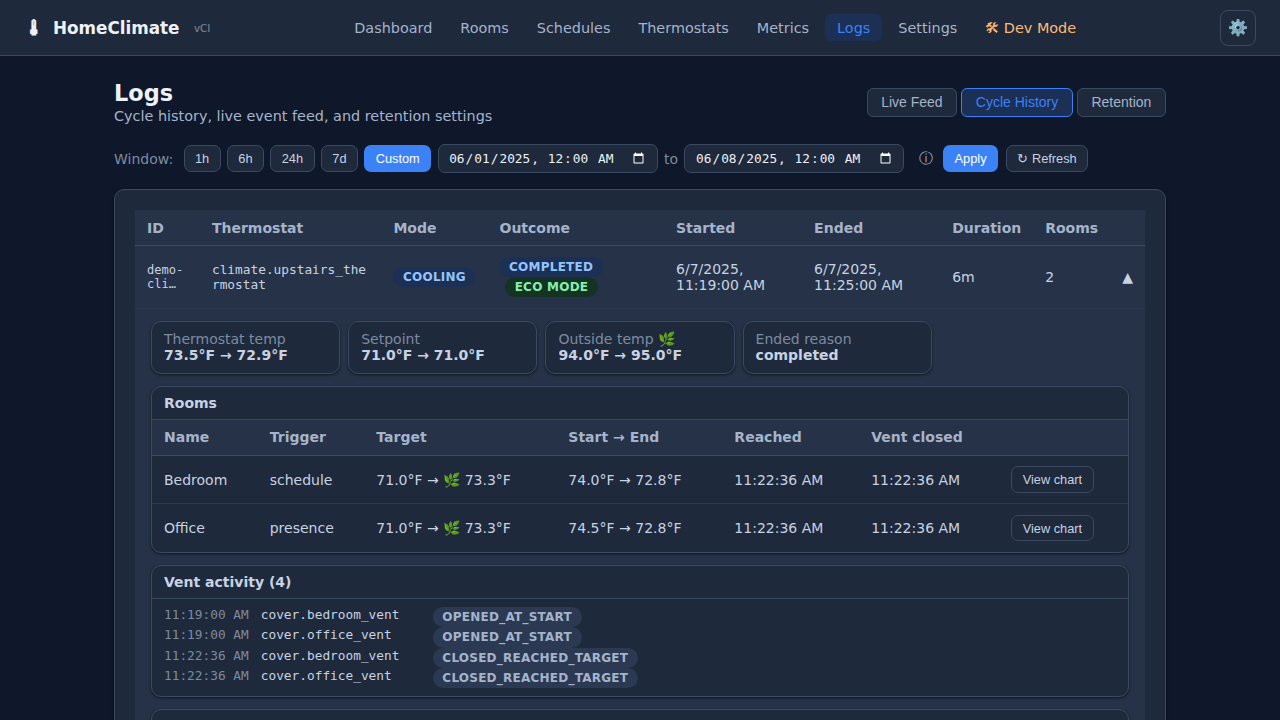 HomeClimate vCI
Dashboard Rooms Schedules Thermostats Metrics Logs Settings 🛠 Dev Mode
Logs
Cycle history, live event feed, and retention settings
Live Feed Cycle History Retention
Window: 1h 6h 24h 7d Custom 06/01/2025, 12:00 AM to 06/08/2025, 12:00 AM ⓘ Apply ↻ Refresh
ID Thermostat Mode Outcome Started Ended Duration Rooms
demo-cli… climate.upstairs_thermostat COOLING COMPLETED ECO MODE 6/7/2025, 11:19:00 AM 6/7/2025, 11:25:00 AM 6m 2 ▲
Thermostat temp
73.5°F → 72.9°F
Setpoint
71.0°F → 71.0°F
Outside temp 🌿
94.0°F → 95.0°F
Ended reason
completed
Rooms
Name Trigger Target Start → End Reached Vent closed
Bedroom schedule 71.0°F → 🌿 73.3°F 74.0°F → 72.8°F 11:22:36 AM 11:22:36 AM View chart
Office presence 71.0°F → 🌿 73.3°F 74.5°F → 72.8°F 11:22:36 AM 11:22:36 AM View chart
Vent activity (4)
11:19:00 AM cover.bedroom_vent OPENED_AT_START
11:19:00 AM cover.office_vent OPENED_AT_START
11:22:36 AM cover.bedroom_vent CLOSED_REACHED_TARGET
11:22:36 AM cover.office_vent CLOSED_REACHED_TARGET